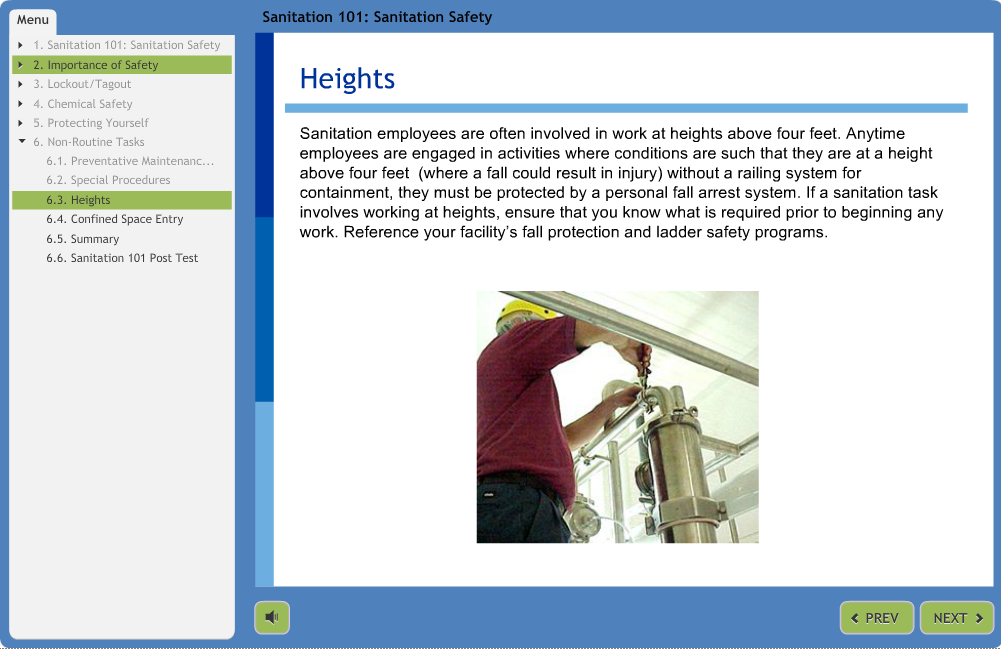 Menu
Sanitation 101: Sanitation Safety
1. Sanitation 101: Sanitation Safety
2. Importance of Safety
3. Lockout/Tagout
4. Chemical Safety
5. Protecting Yourself
6. Non-Routine Tasks
6.1. Preventative Maintenanc...
6.2. Special Procedures
6.3. Heights
6.4. Confined Space Entry
6.5. Summary
6.6. Sanitation 101 Post Test
Heights
Sanitation employees are often involved in work at heights above four feet. Anytime
employees are engaged in activities where conditions are such that they are at a height
above four feet  (where a fall could result in injury) without a railing system for
containment, they must be protected by a personal fall arrest system. If a sanitation task
involves working at heights, ensure that you know what is required prior to beginning any
work. Reference your facility’s fall protection and ladder safety programs.
PREV
NEXT